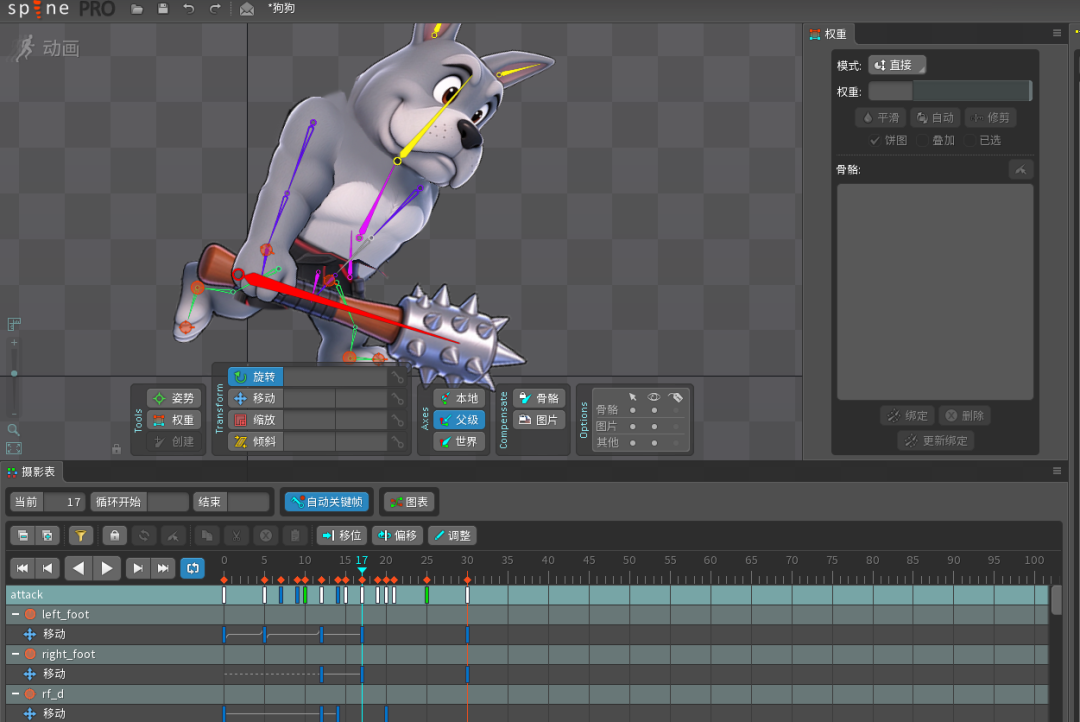 spine PRO *狗狗
动画
权重
模式: 直接
权重:
平滑 自动 修剪
饼图 叠加 已选
骨骼:
绑定 删除
更新绑定
Tools
姿势
权重
创建
Transform
旋转
移动
缩放
倾斜
Axes
本地
父级
世界
Compensate
骨骼
图片
Options
骨骼
图片
其他
摄影表
当前 17 循环开始 结束 自动关键帧 图表
移位 偏移 调整
0 5 10 15 17 20 25 30 35 40 45 50 55 60 65 70 75 80 85 90 95 100
attack
left_foot
移动
right_foot
移动
rf_d
移动